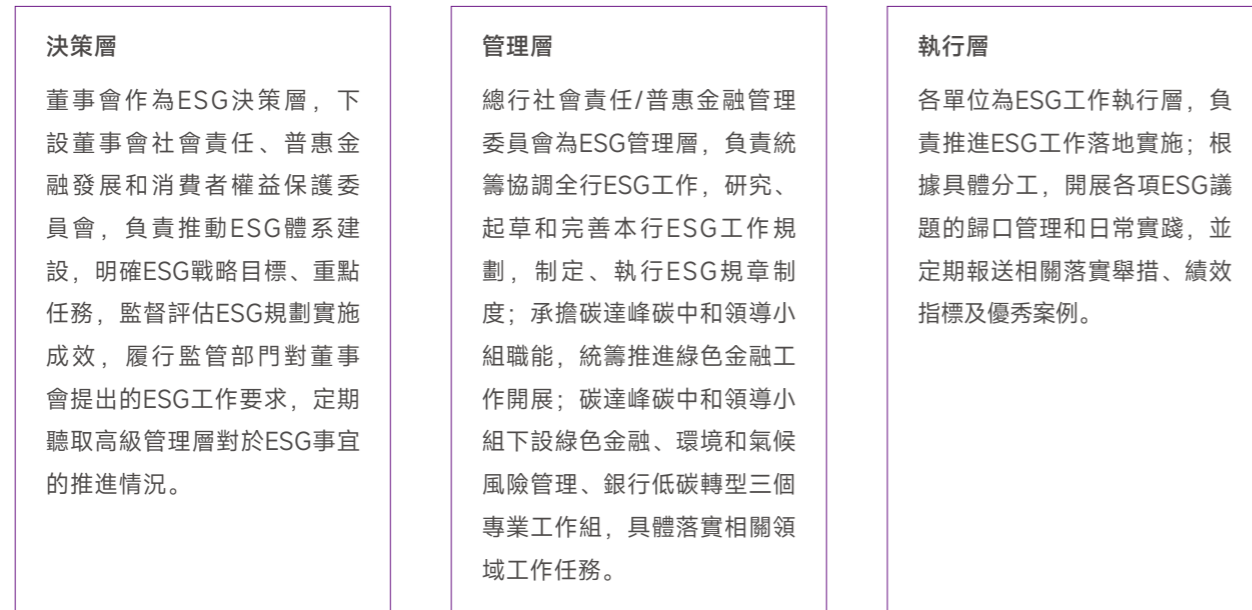 決策層
董事會作為ESG決策層，下
設董事會社會責任、普惠金
融發展和消費者權益保護委
員會，負責推動ESG體系建
設，明確ESG戰略目標、重點
任務，監督評估ESG規劃實施
成效，履行監管部門對董事
會提出的ESG工作要求，定期
聽取高級管理層對於ESG事宜
的推進情況。
管理層
總行社會責任/普惠金融管理
委員會為ESG管理層，負責統
籌協調全行ESG工作，研究、
起草和完善本行ESG工作規
劃，制定、執行ESG規章制
度；承擔碳達峰碳中和領導小
組職能，統籌推進綠色金融工
作開展；碳達峰碳中和領導小
組下設綠色金融、環境和氣候
風險管理、銀行低碳轉型三個
專業工作組，具體落實相關領
域工作任務。
執行層
各單位為ESG工作執行層，負
責推進ESG工作落地實施；根
據具體分工，開展各項ESG議
題的歸口管理和日常實踐，並
定期報送相關落實舉措、績效
指標及優秀案例。